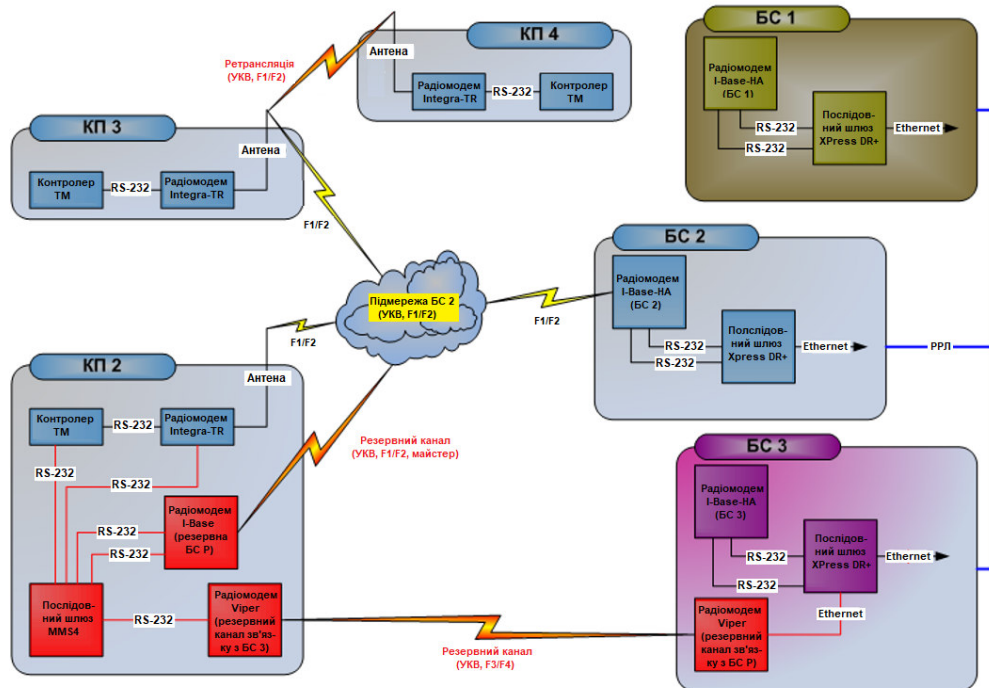 КП 4
БС 1
Ретрансляція
(УКВ, F1/F2)
Антена
Радіомодем
Integra-TR
RS-232
Контролер
ТМ
Радіомодем
I-Base-HA
(БС 1)
RS-232
RS-232
Послідов-
ний шлюз
XPress DR+
Ethernet
КП 3
Антена
Контролер
ТМ
RS-232
Радіомодем
Integra-TR
F1/F2
БС 2
Підмережа БС 2
(УКВ, F1/F2)
F1/F2
Радіомодем
I-Base-HA
(БС 2)
RS-232
RS-232
Полслідов-
ний шлюз
Xpress DR+
Ethernet
РРЛ
F1/F2
КП 2
Антена
Контролер
ТМ
RS-232
Радіомодем
Integra-TR
RS-232
RS-232
RS-232
RS-232
Радіомодем
I-Base
(резервна
БС Р)
Резервний канал
(УКВ, F1/F2, майстер)
Послідов-
ний шлюз
MMS4
RS-232
Радіомодем
Viper
(резервний
канал зв'яз-
ку з БС 3)
Резервний канал
(УКВ, F3/F4)
БС 3
Радіомодем
I-Base-HA
(БС 3)
RS-232
RS-232
Послідов-
ний шлюз
XPress DR+
Ethernet
Ethernet
Радіомодем
Viper
(резервний
канал зв'яз-
ку з БС Р)